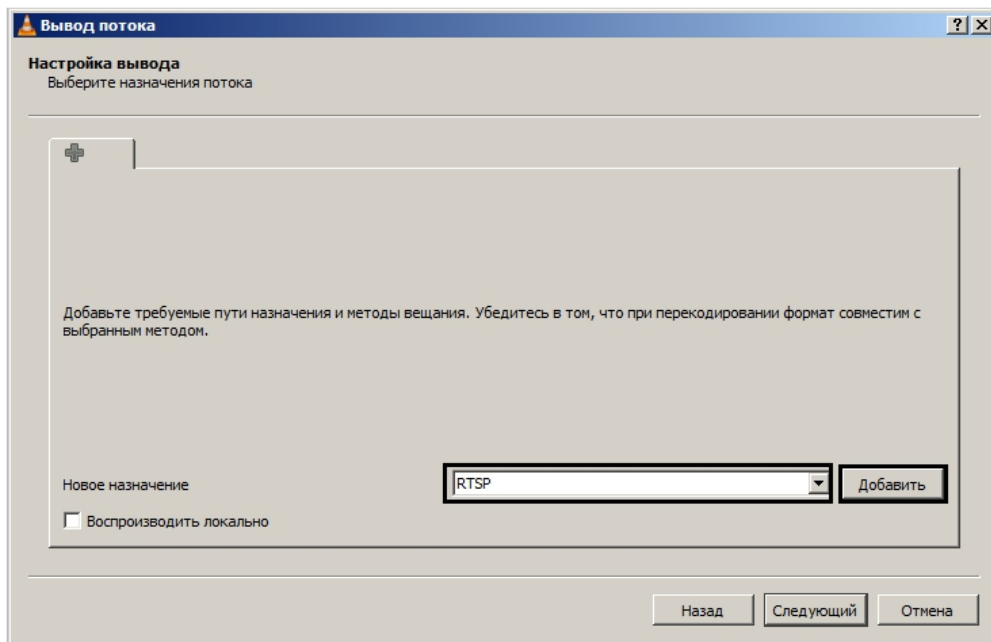 Вывод потока
Настройка вывода
Выберите назначения потока
Добавьте требуемые пути назначения и методы вещания. Убедитесь в том, что при перекодировании формат совместим с
выбранным методом.
Новое назначение
RTSP
Добавить
Воспроизводить локально
Назад
Следующий
Отмена